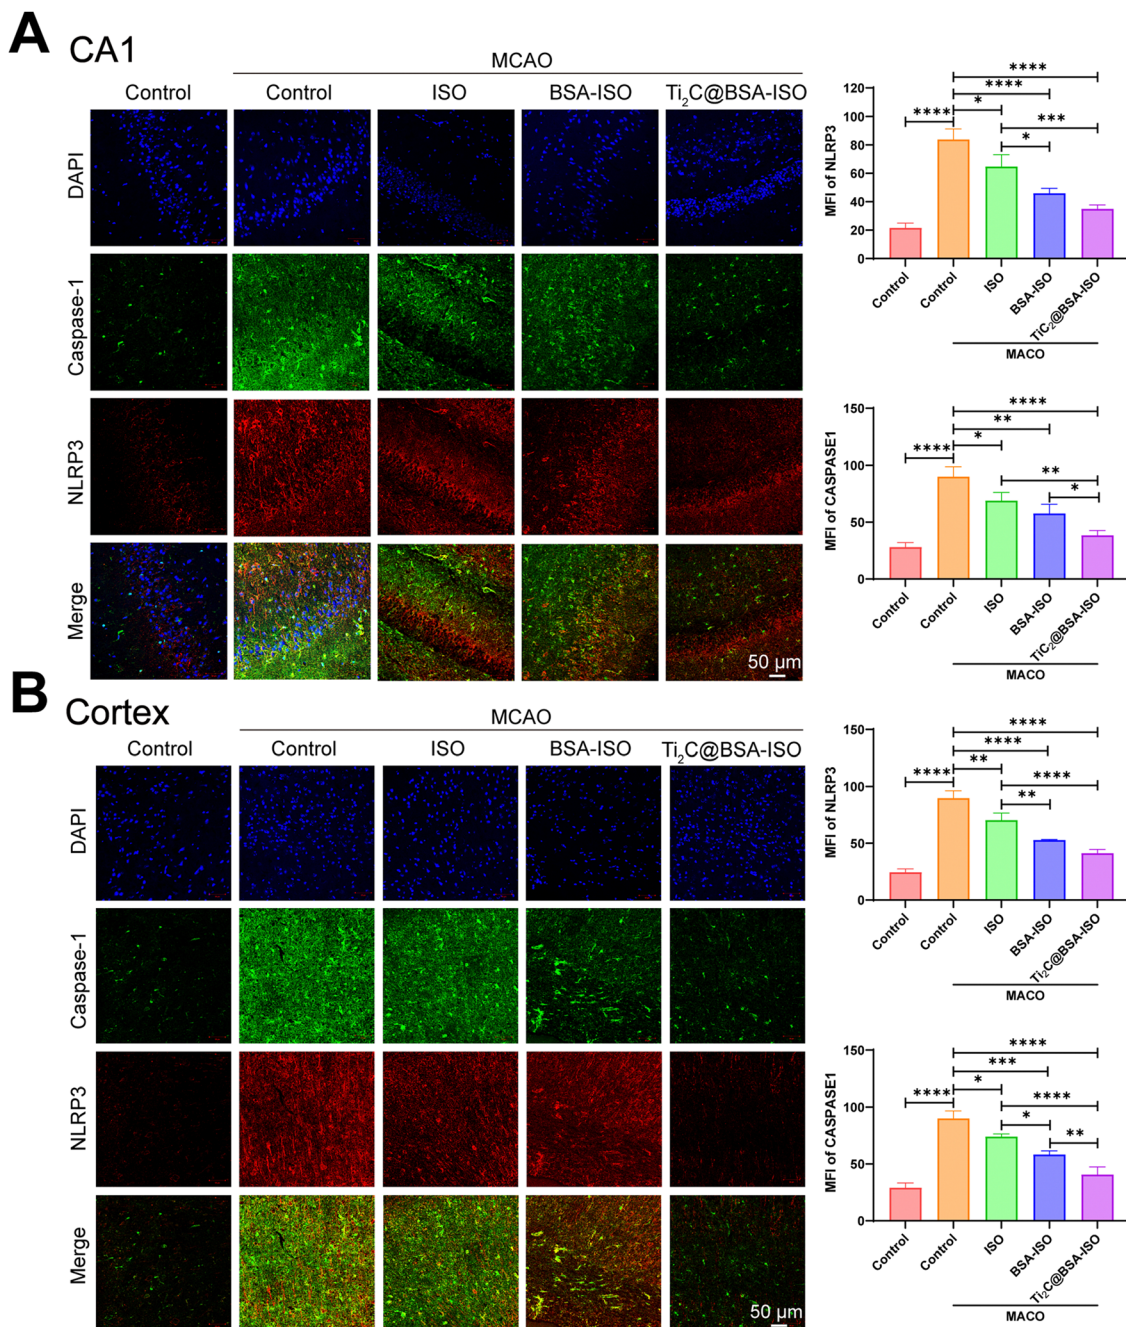 A
CA1
MCAO
Control
Control
ISO
BSA-ISO
Ti₂C@BSA-ISO
DAPI
Caspase-1
NLRP3
Merge
50 µm
****
****
*
****
***
*
MFI of NLRP3
120
100
80
60
40
20
0
Control
Control
ISO
BSA-ISO
TiC₂@BSA-ISO
MACO
****
**
*
****
**
*
MFI of CASPASE1
150
100
50
0
Control
Control
ISO
BSA-ISO
TiC₂@BSA-ISO
MACO
B
Cortex
MCAO
Control
Control
ISO
BSA-ISO
Ti₂C@BSA-ISO
DAPI
Caspase-1
NLRP3
Merge
50 µm
****
****
**
****
****
**
MFI of NLRP3
150
100
50
0
Control
Control
ISO
BSA-ISO
Ti₂C@BSA-ISO
MACO
****
***
*
****
****
*
**
MFI of CASPASE1
150
100
50
0
Control
Control
ISO
BSA-ISO
Ti₂C@BSA-ISO
MACO